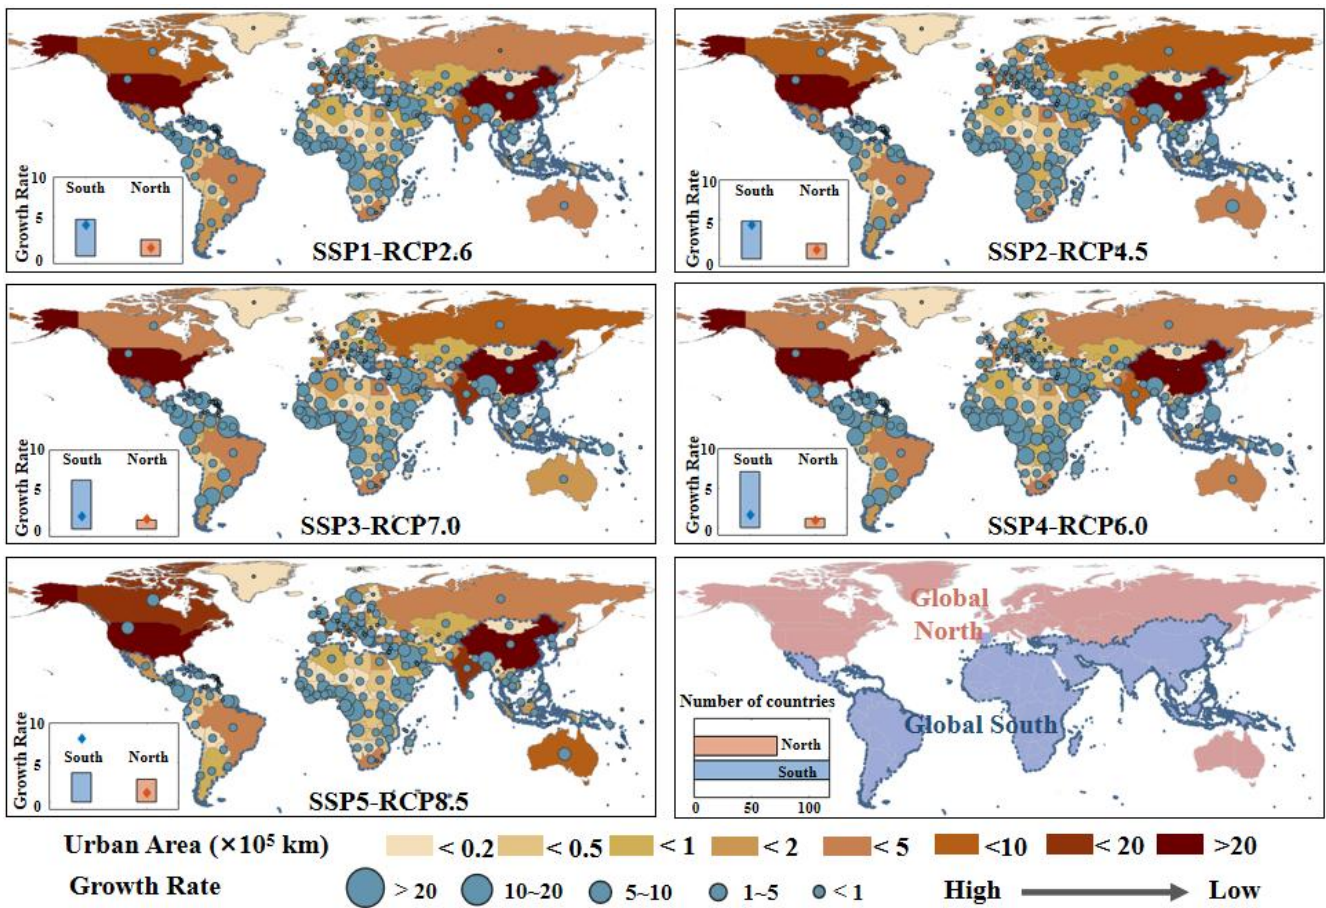 10
South
North
Growth Rate
5
0
SSP1-RCP2.6
10
South
North
Growth Rate
5
0
SSP2-RCP4.5
10
South
North
Growth Rate
5
0
SSP3-RCP7.0
10
South
North
Growth Rate
5
0
SSP4-RCP6.0
10
South
North
Growth Rate
5
0
SSP5-RCP8.5
Global
North
Global South
Number of countries
North
South
0 50 100
Urban Area (×10⁵ km) < 0.2 < 0.5 < 1 < 2 < 5 <10 < 20 >20
Growth Rate > 20 10~20 5~10 1~5 < 1 High Low